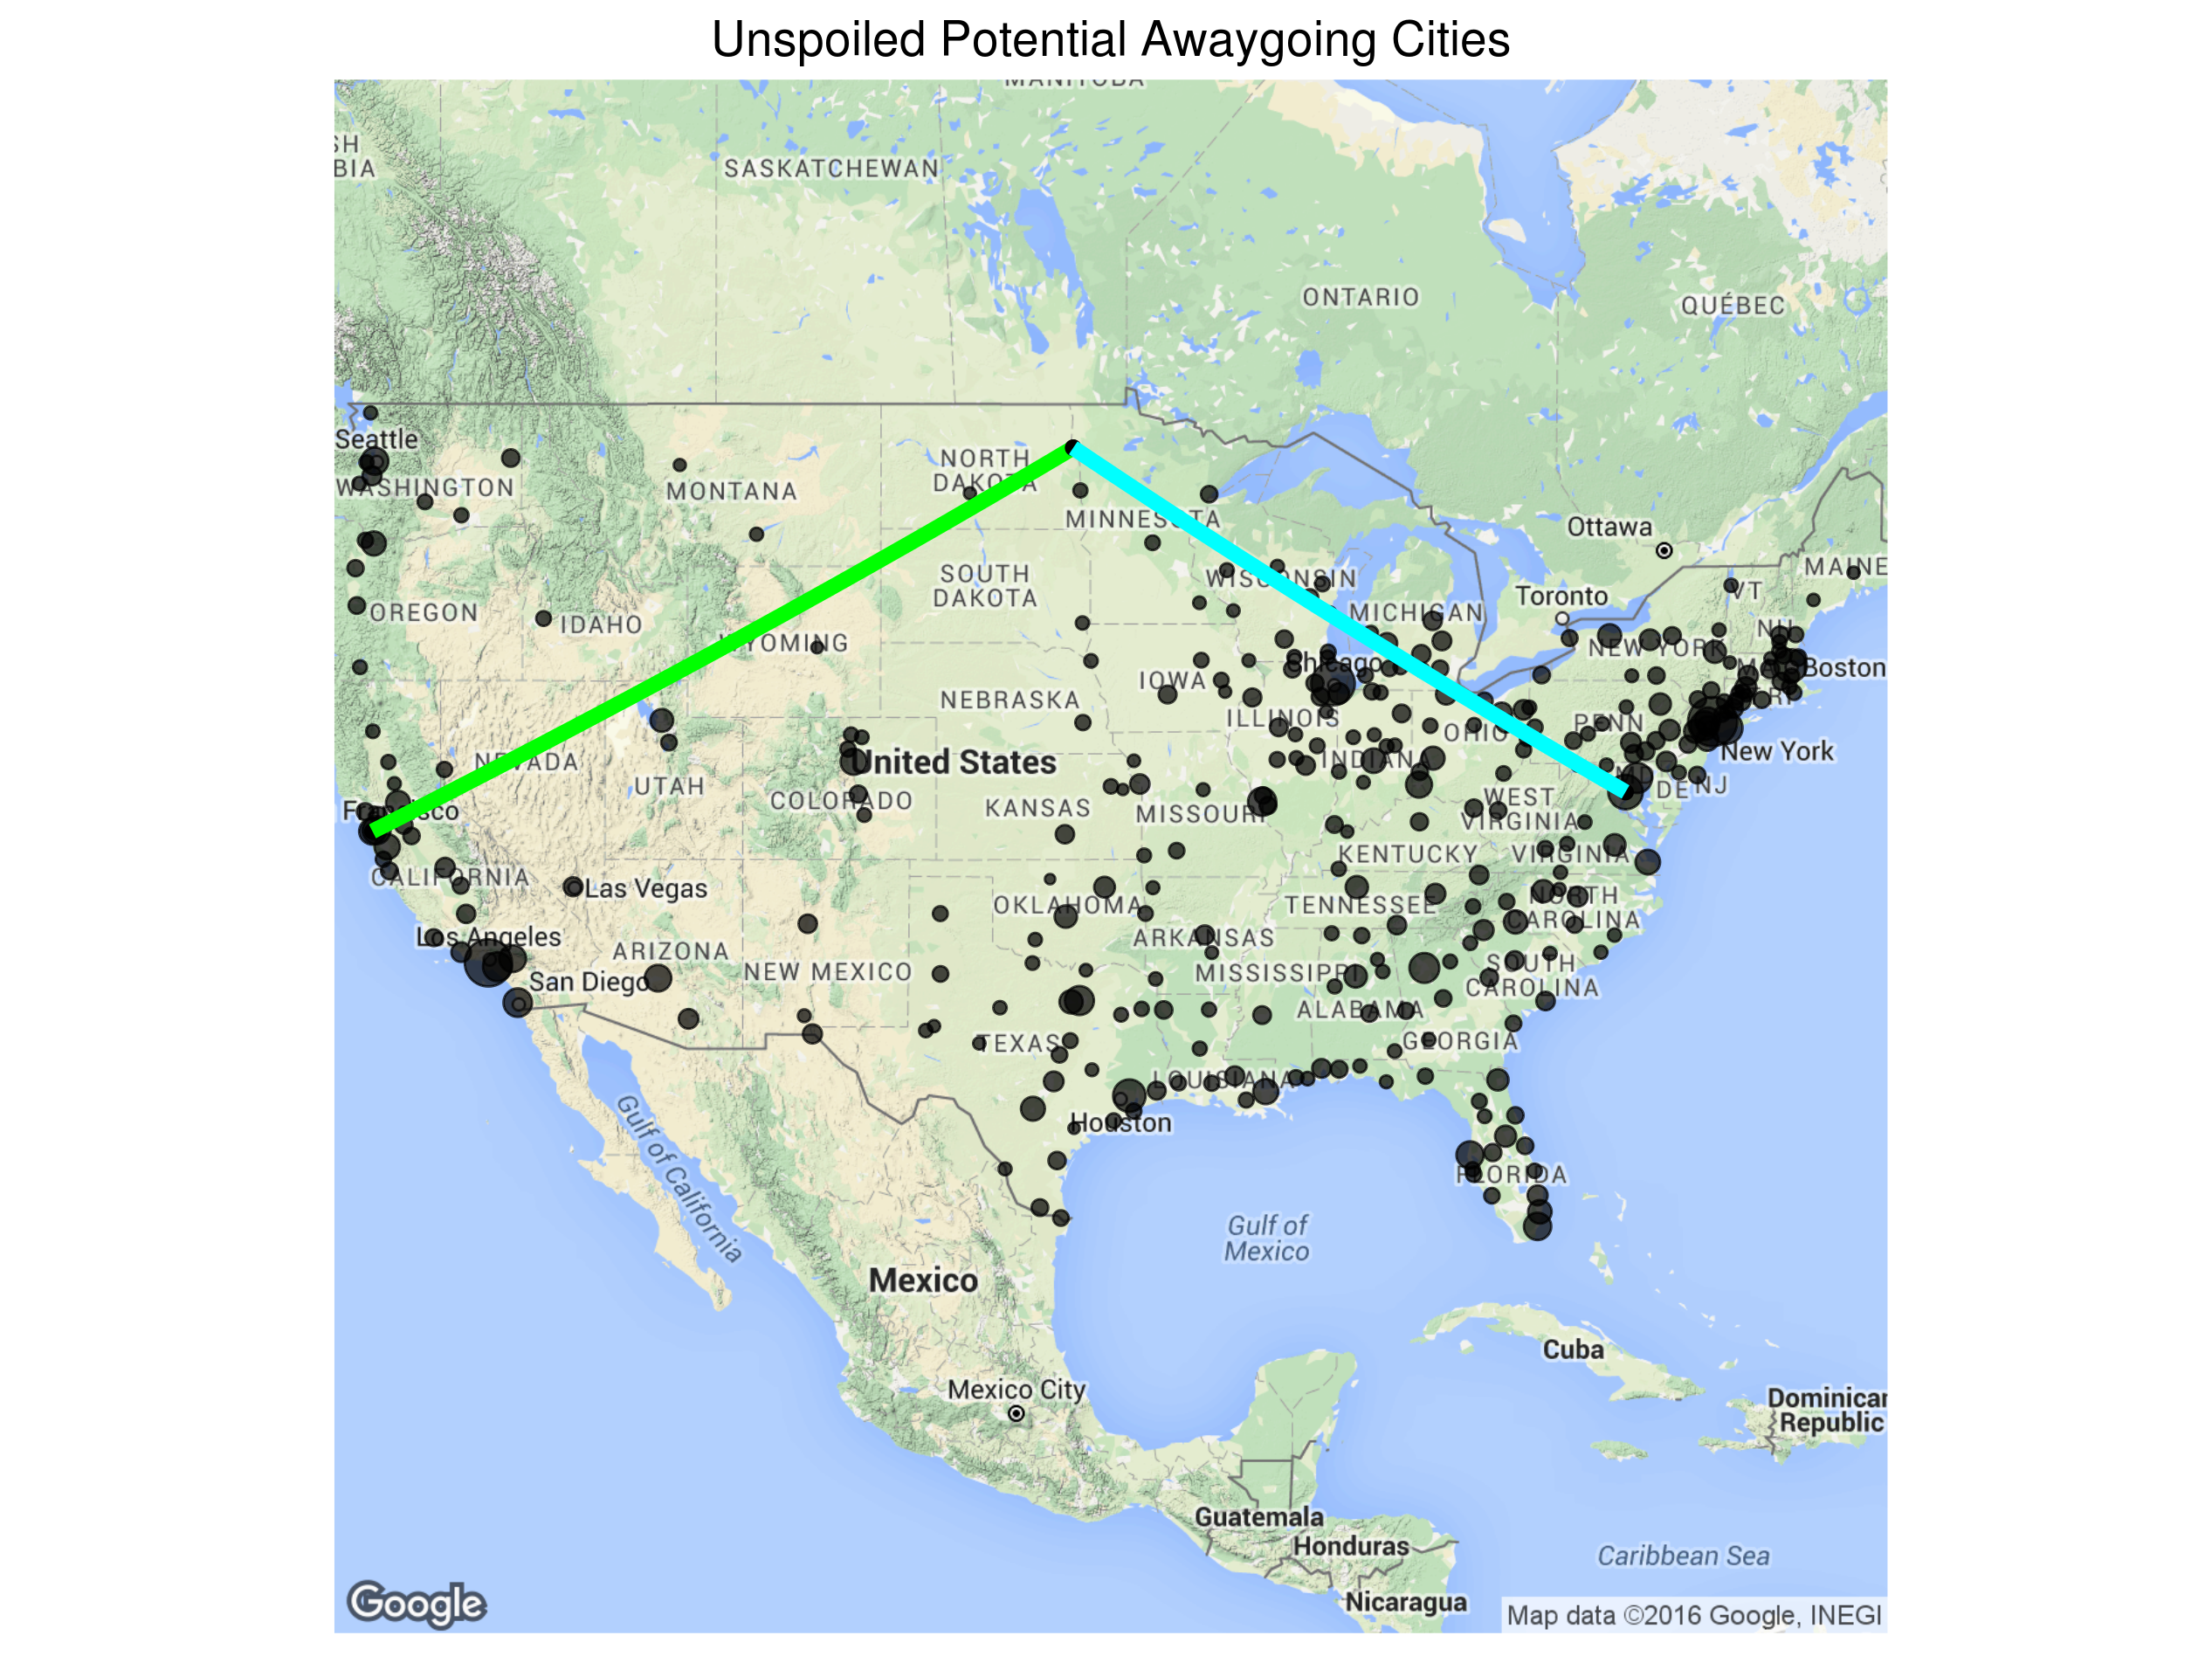 Unspoiled Potential Awaygoing Cities
MANITOBA
SH
BIA
SASKATCHEWAN
ONTARIO
QUÉBEC
Seattle
NORTH
DAKOTA
WASHINGTON
MONTANA
MINNESOTA
Ottawa
MAINE
WISCONSIN
SOUTH
DAKOTA
OREGON
IDAHO
MICHIGAN
Toronto
VT
NH
WYOMING
NEW YORK
Chicago
MA
Boston
IOWA
NEBRASKA
RI
ILLINOIS
PENN
OHIO
New York
NEVADA
United States
INDIANA
UTAH
COLORADO
KANSAS
MISSOURI
WEST
VIRGINIA
MD
DE
NJ
Francisco
KENTUCKY
VIRGINIA
CALIFORNIA
Las Vegas
OKLAHOMA
TENNESSEE
NORTH
CAROLINA
Los Angeles
ARIZONA
ARKANSAS
NEW MEXICO
MISSISSIPPI
SOUTH
CAROLINA
San Diego
ALABAMA
TEXAS
GEORGIA
LOUISIANA
Houston
FLORIDA
Gulf of California
Gulf of
Mexico
Mexico
Cuba
Mexico City
Dominican
Republic
Guatemala
Honduras
Caribbean Sea
Nicaragua
Google
Map data ©2016 Google, INEGI